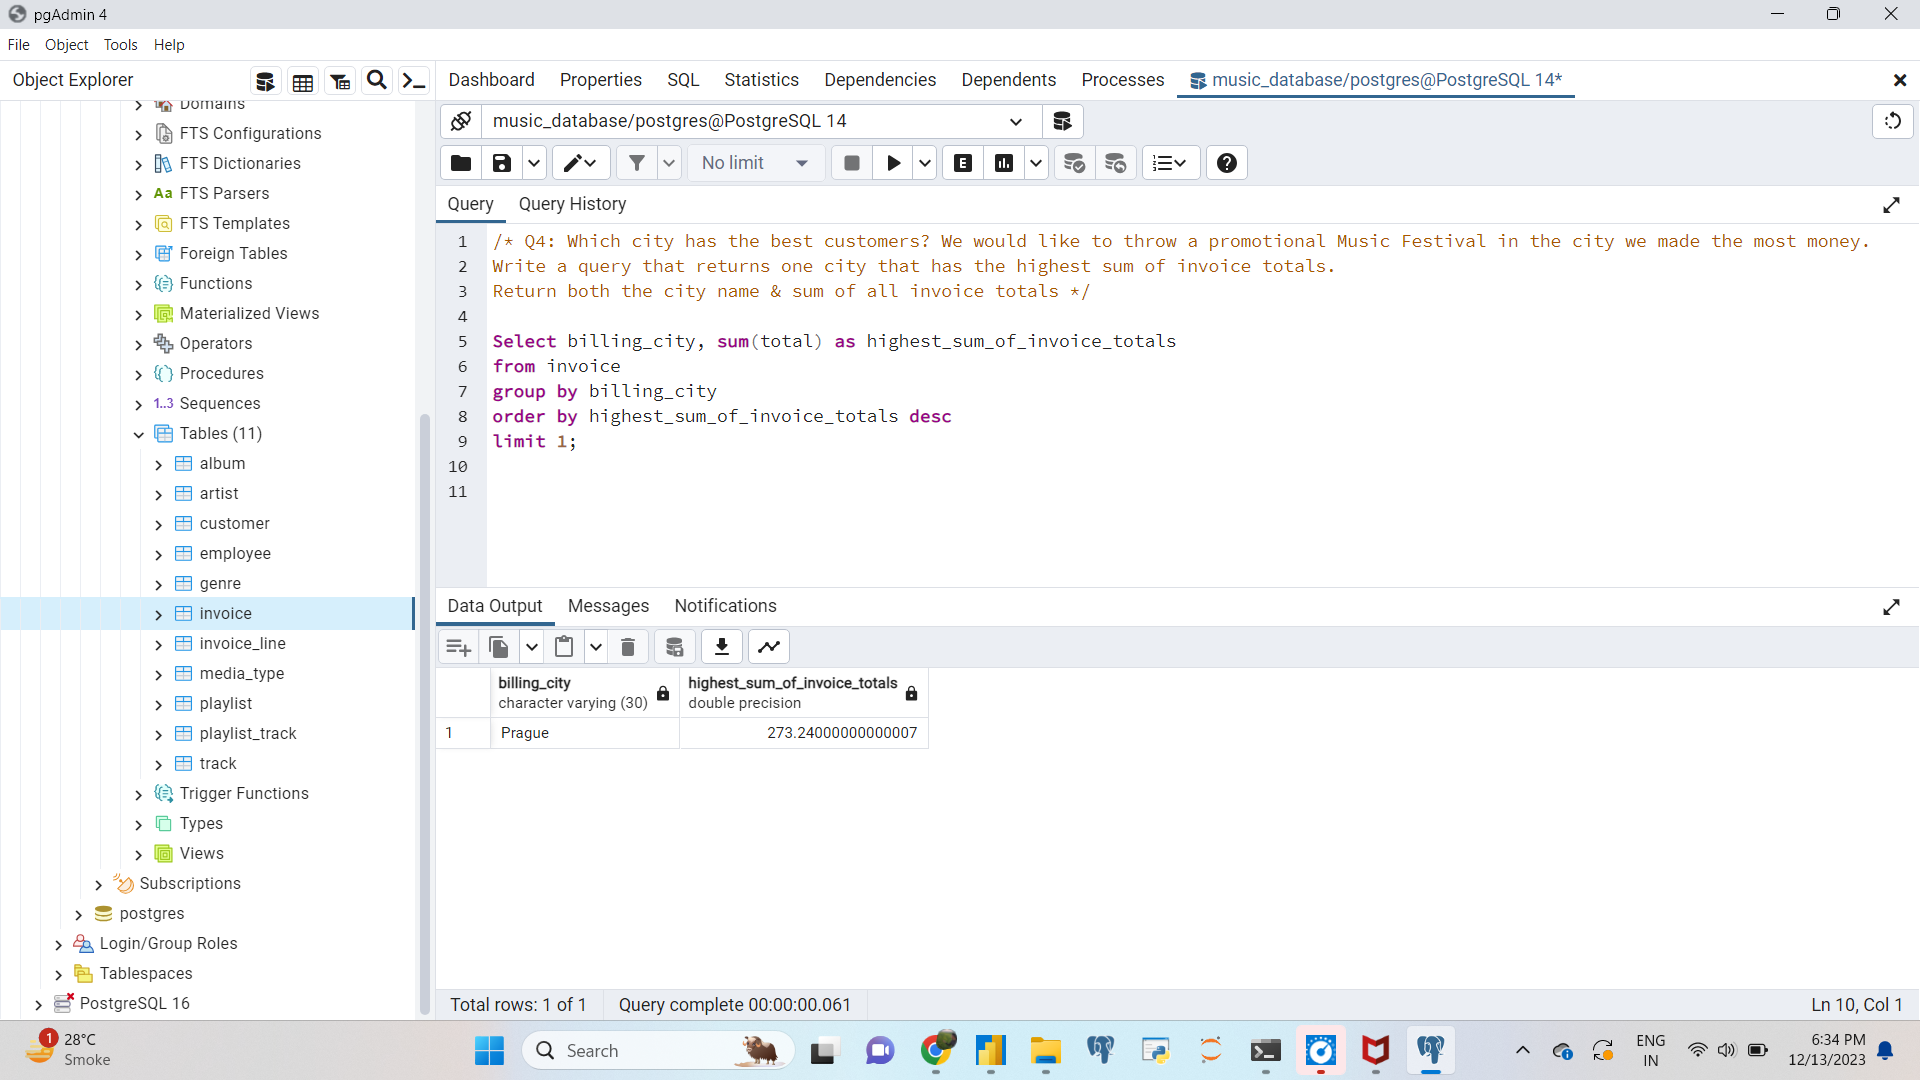 pgAdmin 4
File Object Tools Help
Object Explorer
Dashboard Properties SQL Statistics Dependencies Dependents Processes music_database/postgres@PostgreSQL 14*
Domains
FTS Configurations
FTS Dictionaries
Aa FTS Parsers
FTS Templates
Foreign Tables
Functions
Materialized Views
Operators
Procedures
1..3 Sequences
Tables (11)
album
artist
customer
employee
genre
invoice
invoice_line
media_type
playlist
playlist_track
track
Trigger Functions
Types
Views
Subscriptions
postgres
Login/Group Roles
Tablespaces
PostgreSQL 16
music_database/postgres@PostgreSQL 14
No limit
E
Query Query History
1 /* Q4: Which city has the best customers? We would like to throw a promotional Music Festival in the city we made the most money.
2 Write a query that returns one city that has the highest sum of invoice totals.
3 Return both the city name & sum of all invoice totals */
4
5 Select billing_city, sum(total) as highest_sum_of_invoice_totals
6 from invoice
7 group by billing_city
8 order by highest_sum_of_invoice_totals desc
9 limit 1;
10
11
Data Output Messages Notifications
billing_city highest_sum_of_invoice_totals
character varying (30) double precision
1 Prague 273.24000000000007
Total rows: 1 of 1 Query complete 00:00:00.061 Ln 10, Col 1
1 28°C
Smoke
Search
ENG
IN
6:34 PM
12/13/2023